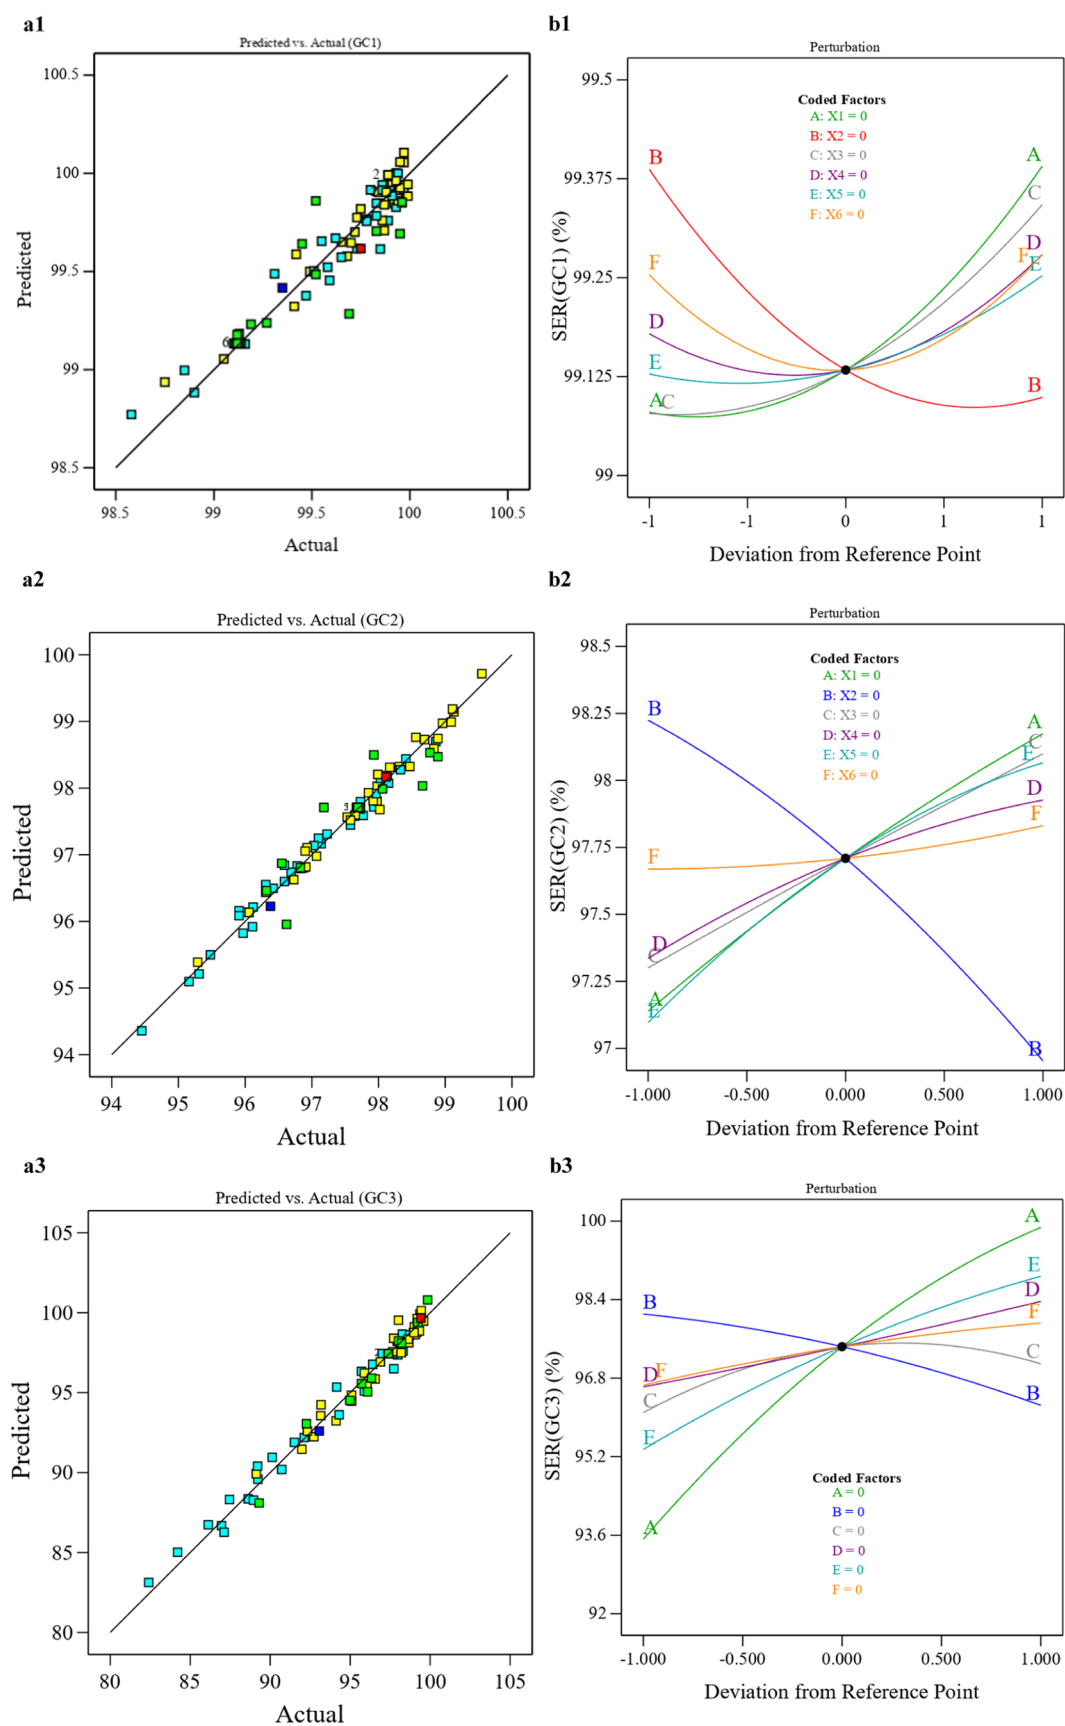 a1
Predicted vs. Actual (GC1)
100.5
100
99.5
99
98.5
Predicted
2
6
98.5 99 99.5 100 100.5
Actual
b1
Perturbation
99.5
99.375
99.25
99.125
99
SER(GC1) (%)
Coded Factors
A: X1 = 0
B: X2 = 0
C: X3 = 0
D: X4 = 0
E: X5 = 0
F: X6 = 0
B
F
D
E
A C
A
C
D
F E
B
-1 -1 0 1 1
Deviation from Reference Point
a2
Predicted vs. Actual (GC2)
100
99
98
97
96
95
94
Predicted
94 95 96 97 98 99 100
Actual
b2
Perturbation
98.5
98.25
98
97.75
97.5
97.25
97
SER(GC2) (%)
Coded Factors
A: X1 = 0
B: X2 = 0
C: X3 = 0
D: X4 = 0
E: X5 = 0
F: X6 = 0
B
F
D
C
A
E
A
C
E
D
F
B
-1.000 -0.500 0.000 0.500 1.000
Deviation from Reference Point
a3
Predicted vs. Actual (GC3)
105
100
95
90
85
80
Predicted
80 85 90 95 100 105
Actual
b3
Perturbation
100
98.4
96.8
95.2
93.6
92
SER(GC3) (%)
B
D F
C
E
A
A
E
D
F
C
B
Coded Factors
A = 0
B = 0
C = 0
D = 0
E = 0
F = 0
-1.000 -0.500 0.000 0.500 1.000
Deviation from Reference Point